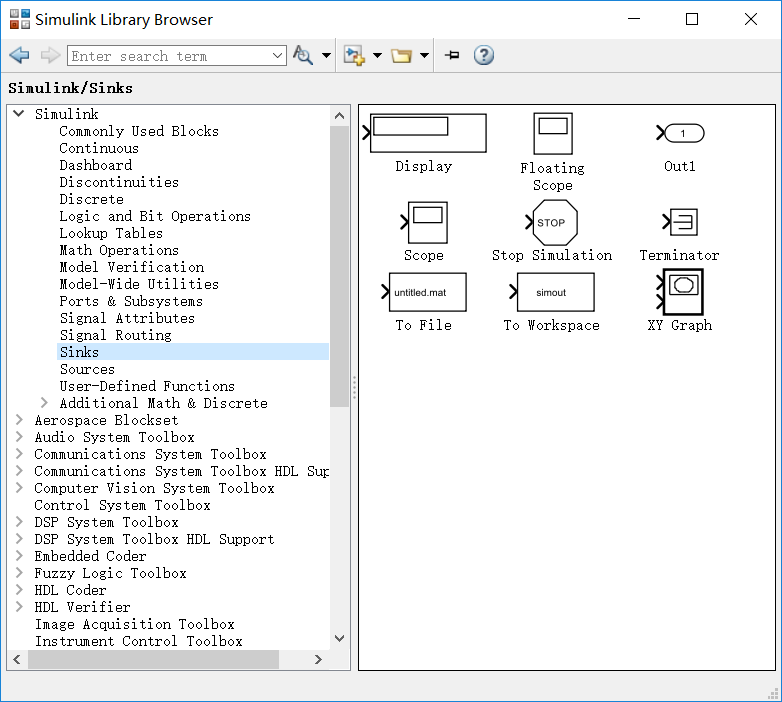 Simulink Library Browser
Enter search term
Simulink/Sinks
Simulink
Commonly Used Blocks
Continuous
Dashboard
Discontinuities
Discrete
Logic and Bit Operations
Lookup Tables
Math Operations
Model Verification
Model-Wide Utilities
Ports & Subsystems
Signal Attributes
Signal Routing
Sinks
Sources
User-Defined Functions
Additional Math & Discrete
Aerospace Blockset
Audio System Toolbox
Communications System Toolbox
Communications System Toolbox HDL Sup
Computer Vision System Toolbox
Control System Toolbox
DSP System Toolbox
DSP System Toolbox HDL Support
Embedded Coder
Fuzzy Logic Toolbox
HDL Coder
HDL Verifier
Image Acquisition Toolbox
Instrument Control Toolbox
1
Display
Floating
Scope
Out1
STOP
Scope
Stop Simulation
Terminator
untitled.mat
simout
To File
To Workspace
XY Graph